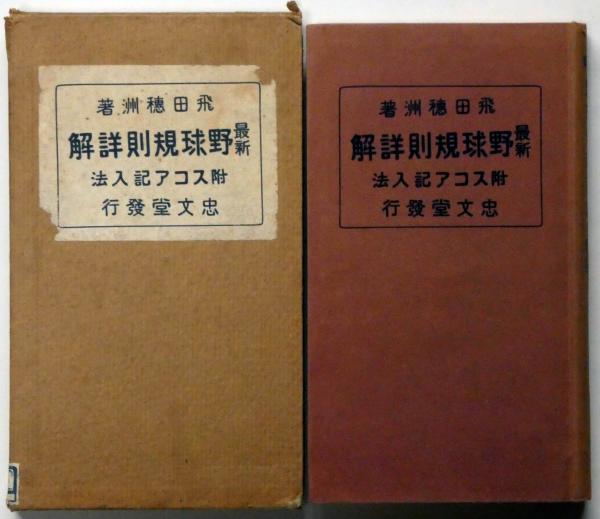 飛田穗洲著
最新野球規則詳解
附スコア記入法
忠文堂發行
飛田穗洲著
最新野球規則詳解
附スコア記入法
忠文堂發行